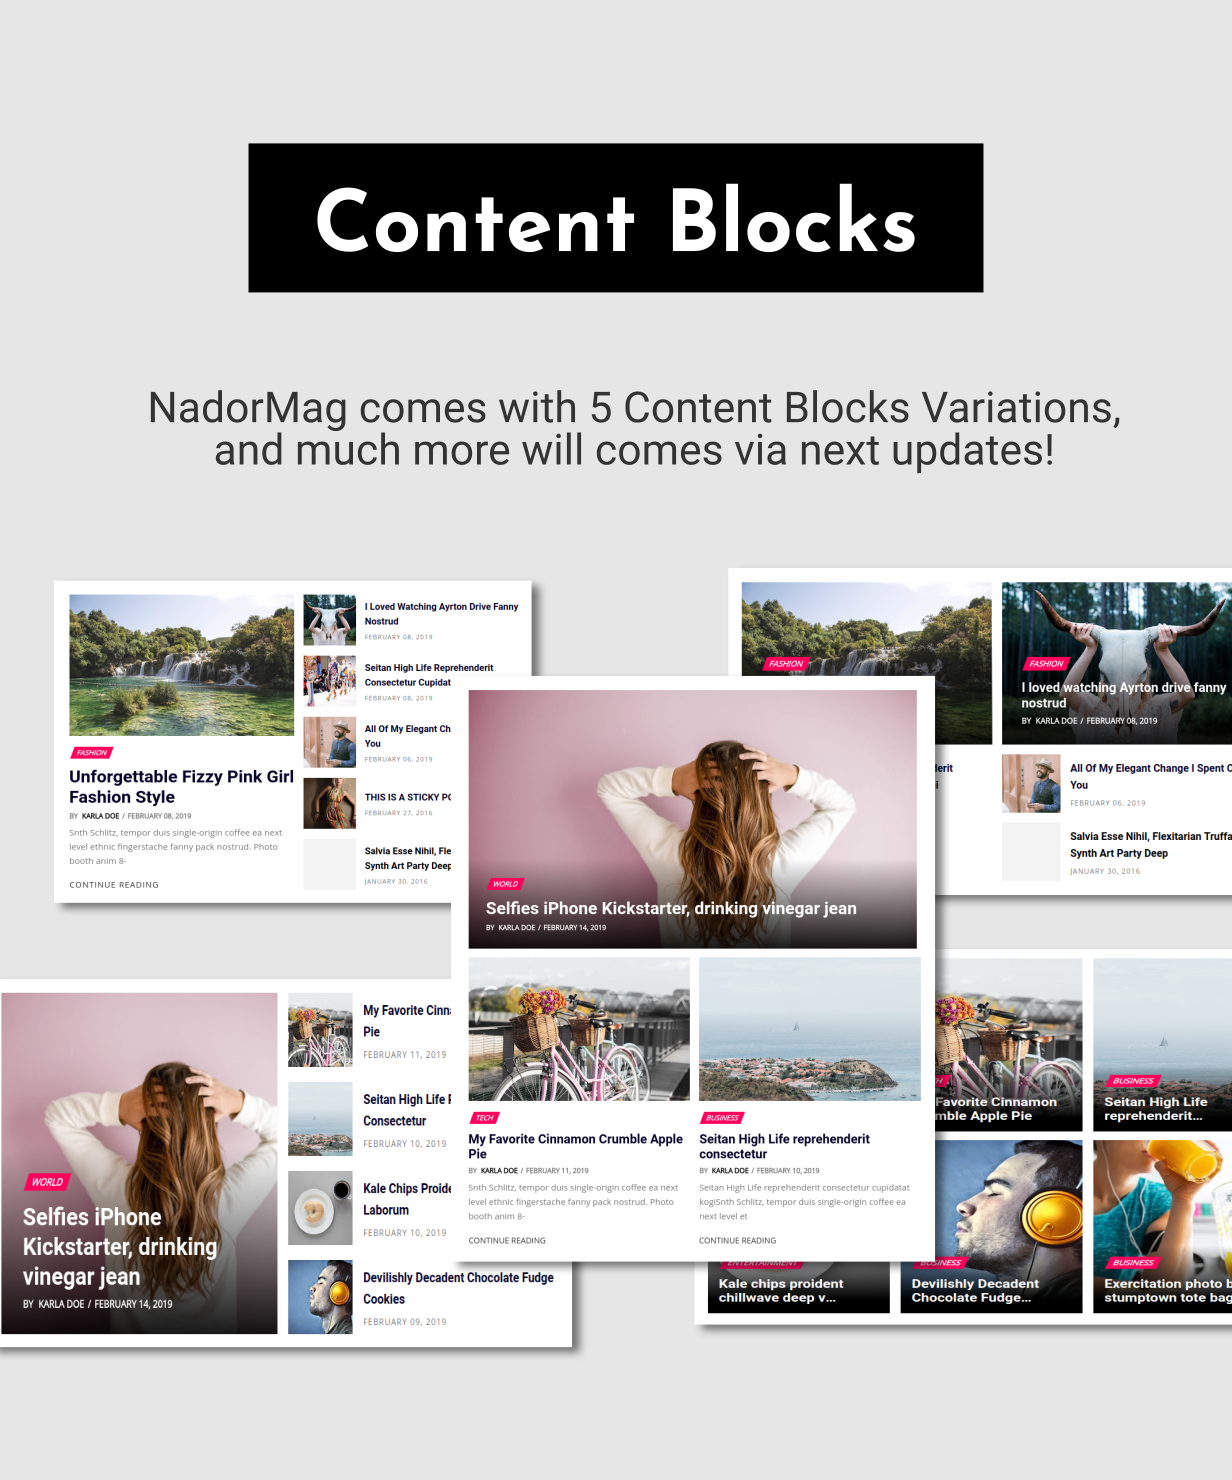 Content Blocks
NadorMag comes with 5 Content Blocks Variations,
and much more will comes via next updates!
FASHION
Unforgettable Fizzy Pink Girl
Fashion Style
BY KARLA DOE / FEBRUARY 08, 2019
Snth Schlitz, tempor duis single-origin coffee ea next
level ethnic fingerstache fanny pack nostrud. Photo
booth anim 8-
CONTINUE READING
I Loved Watching Ayrton Drive Fanny
Nostrud
FEBRUARY 08, 2019
Seitan High Life Reprehenderit
Consectetur Cupidat
FEBRUARY 08, 2019
All Of My Elegant Ch
You
FEBRUARY 06, 2019
THIS IS A STICKY PO
FEBRUARY 27, 2016
Salvia Esse Nihil, Fle
Synth Art Party Deep
JANUARY 30, 2016
FASHION
FASHION
I loved watching Ayrton drive fanny
nostrud
BY KARLA DOE / FEBRUARY 08, 2019
lerit
i
All Of My Elegant Change I Spent O
You
FEBRUARY 06, 2019
Salvia Esse Nihil, Flexitarian Truffa
Synth Art Party Deep
JANUARY 30, 2016
WORLD
Selfies iPhone Kickstarter, drinking vinegar jean
BY KARLA DOE / FEBRUARY 14, 2019
TECH
My Favorite Cinnamon Crumble Apple
Pie
BY KARLA DOE / FEBRUARY 11, 2019
Snth Schlitz, tempor duis single-origin coffee ea next
level ethnic fingerstache fanny pack nostrud. Photo
booth anim 8-
CONTINUE READING
BUSINESS
Seitan High Life reprehenderit
consectetur
BY KARLA DOE / FEBRUARY 10, 2019
Seitan High Life reprehenderit consectetur cupidatat
kogiSnth Schlitz, tempor duis single-origin coffee ea
next level et
CONTINUE READING
WORLD
Selfies iPhone
Kickstarter, drinking
vinegar jean
BY KARLA DOE / FEBRUARY 14, 2019
My Favorite Cinna
Pie
FEBRUARY 11, 2019
Seitan High Life R
Consectetur
FEBRUARY 10, 2019
Kale Chips Proide
Laborum
FEBRUARY 10, 2019
Devilishly Decadent Chocolate Fudge
Cookies
FEBRUARY 09, 2019
H
Favorite Cinnamon
mble Apple Pie
BUSINESS
Seitan High Life
reprehenderit...
ENTERTAINMENT
Kale chips proident
chillwave deep v...
BUSINESS
Devilishly Decadent
Chocolate Fudge...
BUSINESS
Exercitation photo b
stumptown tote bag